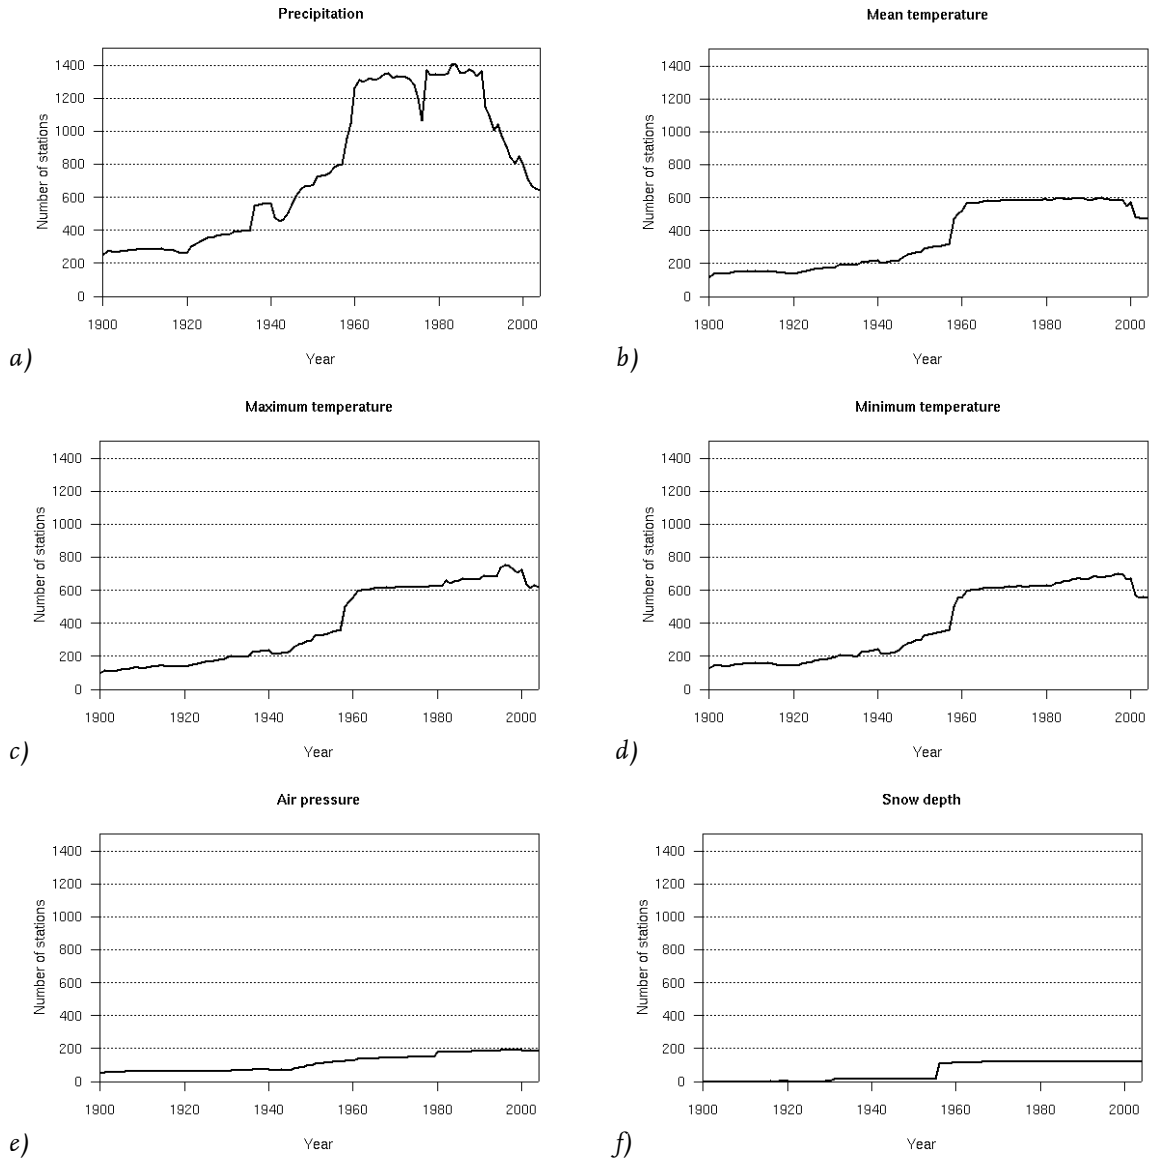 Precipitation
Number of stations
1400
1200
1000
800
600
400
200
0
1900 1920 1940 1960 1980 2000
Year
a)
Mean temperature
Number of stations
1400
1200
1000
800
600
400
200
0
1900 1920 1940 1960 1980 2000
Year
b)
Maximum temperature
Number of stations
1400
1200
1000
800
600
400
200
0
1900 1920 1940 1960 1980 2000
Year
c)
Minimum temperature
Number of stations
1400
1200
1000
800
600
400
200
0
1900 1920 1940 1960 1980 2000
Year
d)
Air pressure
Number of stations
1400
1200
1000
800
600
400
200
0
1900 1920 1940 1960 1980 2000
Year
e)
Snow depth
Number of stations
1400
1200
1000
800
600
400
200
0
1900 1920 1940 1960 1980 2000
Year
f)